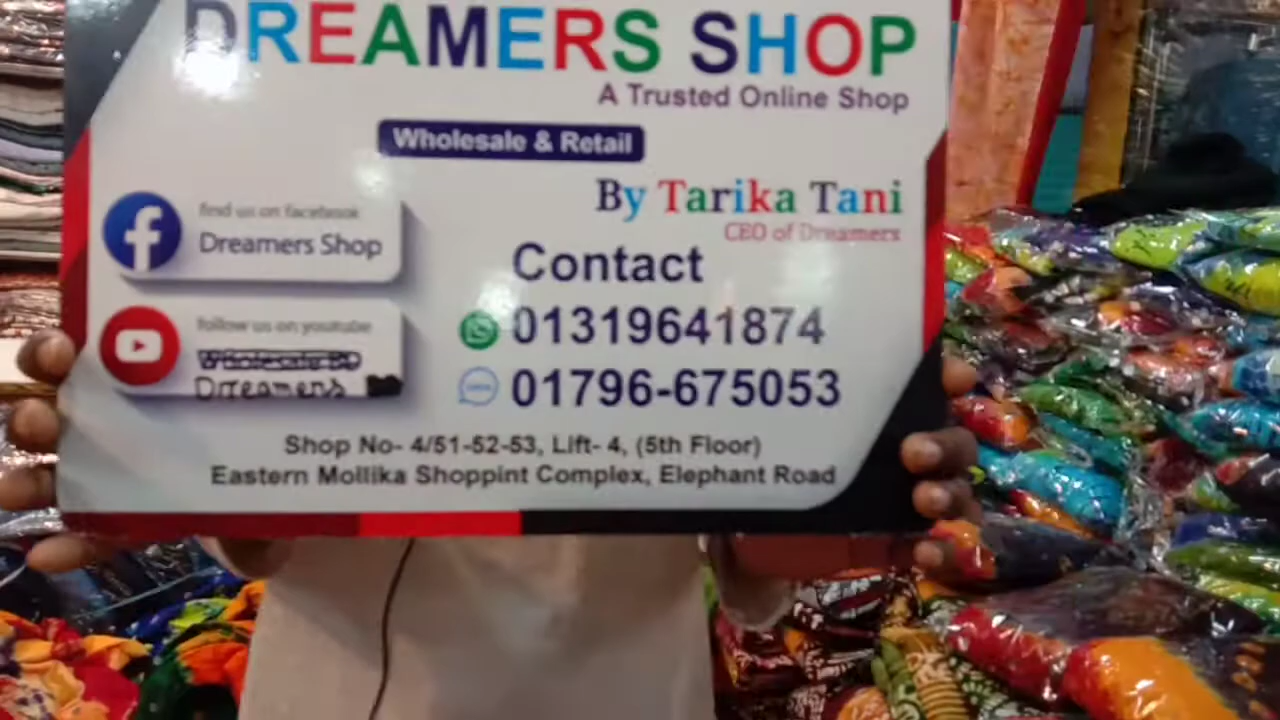 DREAMERS SHOP
A Trusted Online Shop
Wholesale & Retail
By Tarika Tani
CEO of Dreamers
find us on facebook
Dreamers Shop
follow us on youtube
Dreamers
Contact
01319641874
01796-675053
Shop No- 4/51-52-53, Lift- 4, (5th Floor)
Eastern Mollika Shoppint Complex, Elephant Road